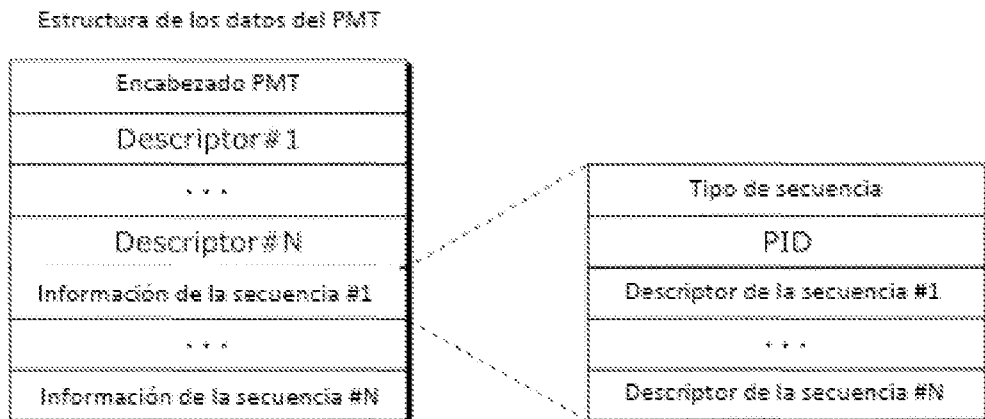 Estructura de los datos del PMT
Encabezado PMT
Descriptor#1
...
Descriptor#N
Información de la secuencia #1
...
Información de la secuencia #N
Tipo de secuencia
PID
Descriptor de la secuencia #1
...
Descriptor de la secuencia #N